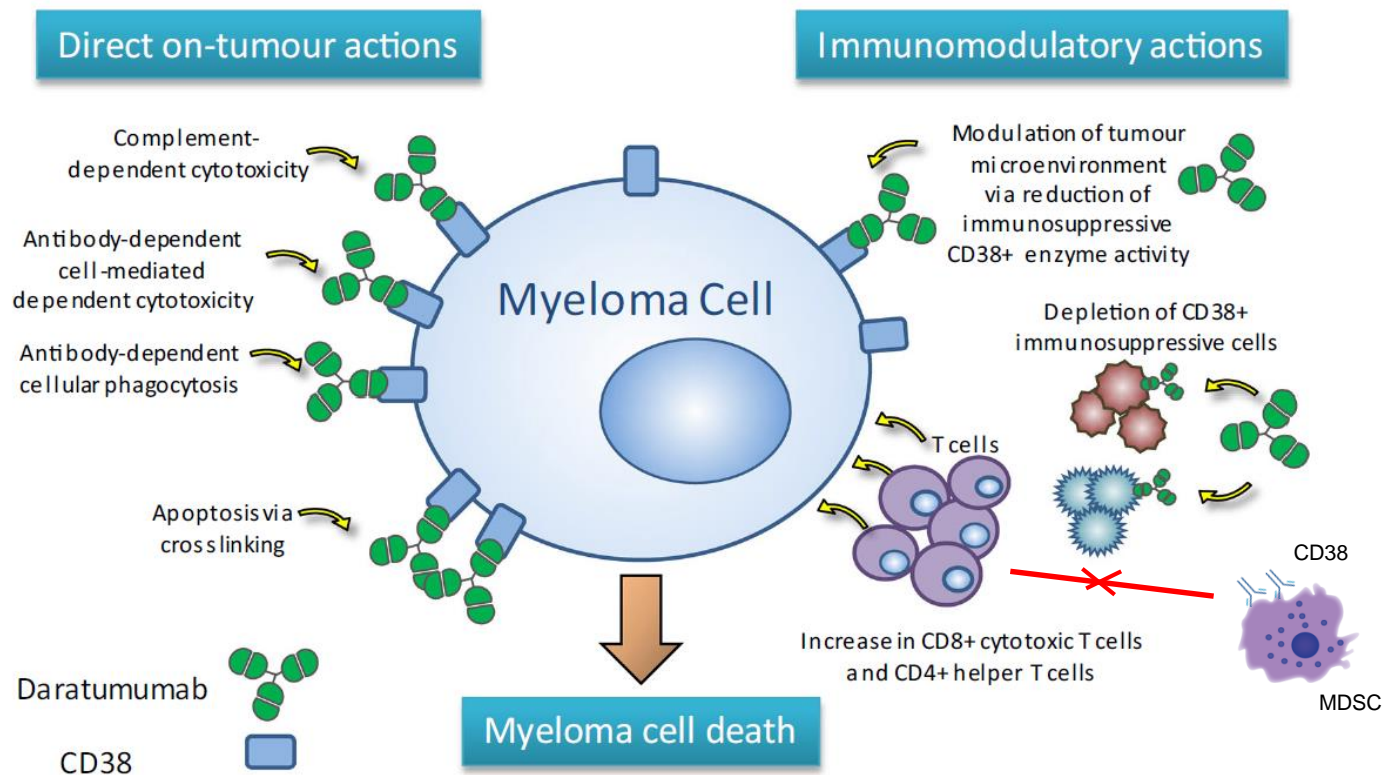 Direct on-tumour actions
Immunomodulatory actions
Complement-
dependent cytotoxicity
Antibody-dependent
cell-mediated
dependent cytotoxicity
Antibody-dependent
cellular phagocytosis
Apoptosis via
cross linking
Daratumumab
CD38
Myeloma Cell
Myeloma cell death
Modulation of tumour
microenvironment
via reduction of
immunosuppressive
CD38+ enzyme activity
Depletion of CD38+
immunosuppressive cells
T cells
Increase in CD8+ cytotoxic T cells
and CD4+ helper T cells
CD38
MDSC